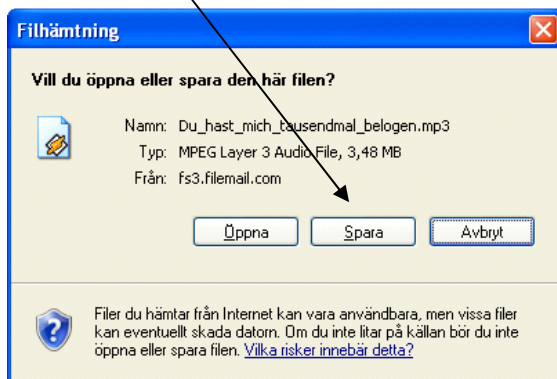 Filhämtning
Vill du öppna eller spara den här filen?
Namn: Du_hast_mich_tausendmal_belogen.mp3
Typ: MPEG Layer 3 Audio File, 3,48 MB
Från: fs3.filemail.com
Öppna Spara Avbryt
Filer du hämtar från Internet kan vara användbara, men vissa filer
kan eventuellt skada datorn. Om du inte litar på källan bör du inte
öppna eller spara filen. Vilka risker innebär detta?